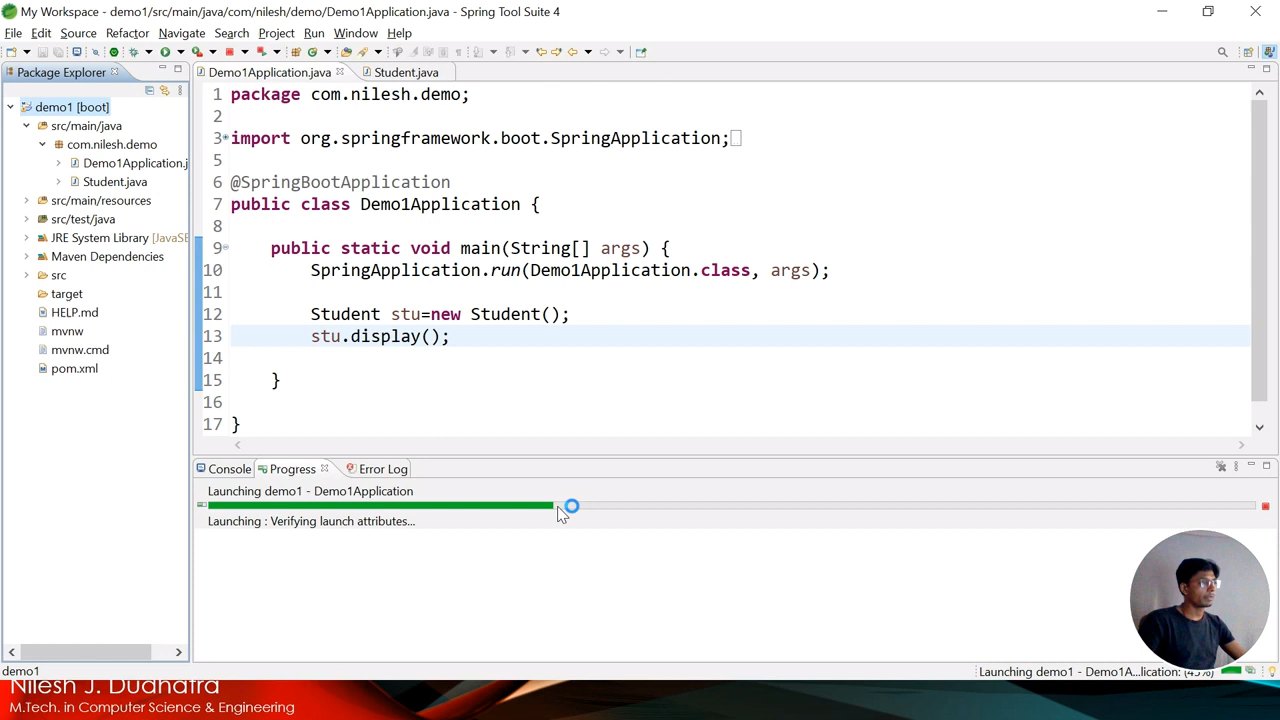 My Workspace - demo1/src/main/java/com/nilesh/demo/Demo1Application.java - Spring Tool Suite 4
File Edit Source Refactor Navigate Search Project Run Window Help
Package Explorer
demo1 [boot]
src/main/java
com.nilesh.demo
Demo1Application.j
Student.java
src/main/resources
src/test/java
JRE System Library [JavaSE
Maven Dependencies
src
target
HELP.md
mvnw
mvnw.cmd
pom.xml
Demo1Application.java Student.java
1 package com.nilesh.demo;
2
3 import org.springframework.boot.SpringApplication;
5
6 @SpringBootApplication
7 public class Demo1Application {
8
9 public static void main(String[] args) {
10 SpringApplication.run(Demo1Application.class, args);
11
12 Student stu=new Student();
13 stu.display();
14
15 }
16
17 }
Console Progress Error Log
Launching demo1 - Demo1Application
Launching : Verifying launch attributes...
demo1
Launching demo1 - Demo1A...lication: (45%)
Nilesh J. Dudhatra
M.Tech. in Computer Science & Engineering